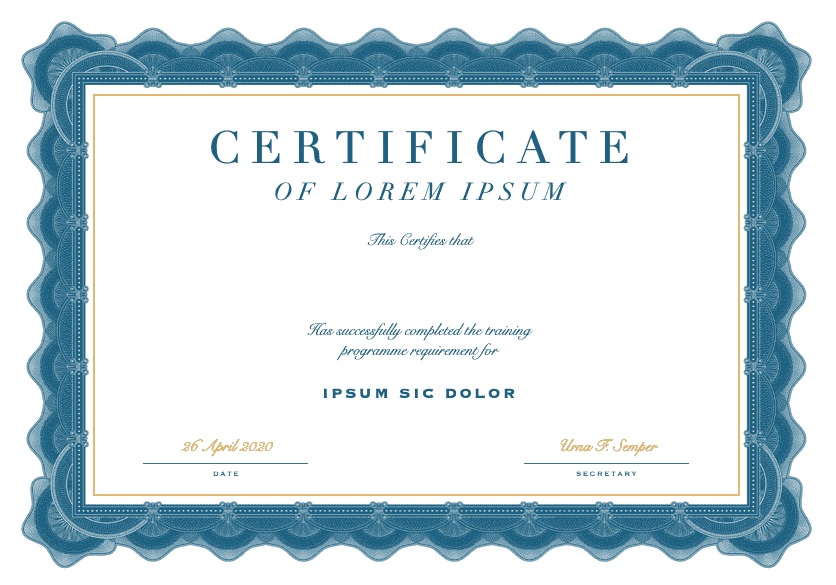 CERTIFICATE
OF LOREM IPSUM
This Certifies that
Has successfully completed the training
programme requirement for
IPSUM SIC DOLOR
26 April 2020
Urna F. Semper
DATE
SECRETARY